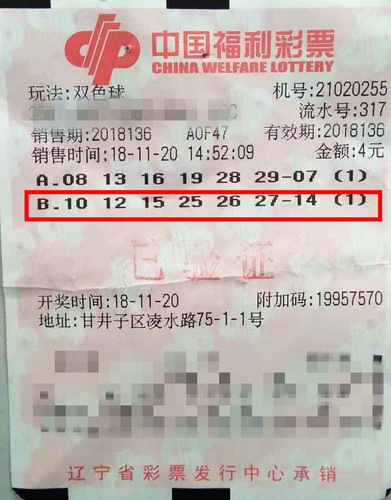 中国福利彩票
CHINA WELFARE LOTTERY
玩法:双色球 机号:21020255
流水号:317
销售期:2018136 A0F47 有效期:2018136
销售时间:18-11-20 14:52:09 金额:4元
A.08 13 16 19 28 29-07 (1)
B.10 12 15 25 26 27-14 (1)
已验证
开奖时间:18-11-20 附加码:19957570
地址:甘井子区凌水路75-1-1号
辽宁省彩票发行中心承销